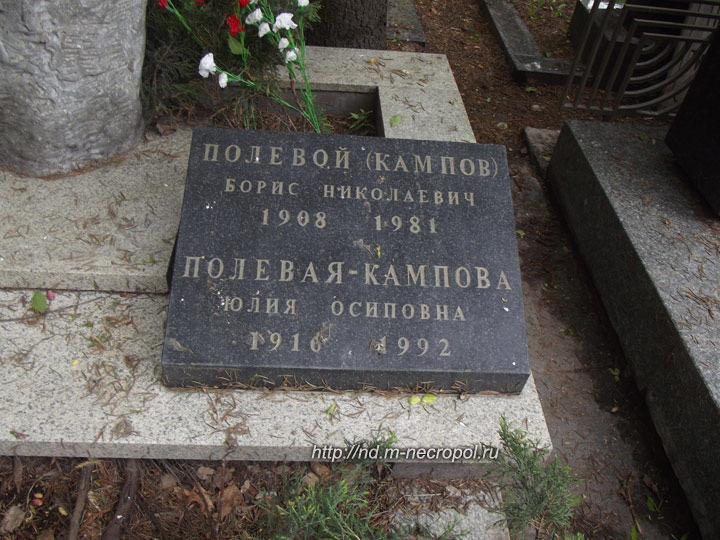 ПОЛЕВОЙ (КАМПОВ)
БОРИС НИКОЛАЕВИЧ
1908 1981
ПОЛЕВАЯ-КАМПОВА
ЮЛИЯ ОСИПОВНА
1916 1992
http://nd.m-necropol.ru